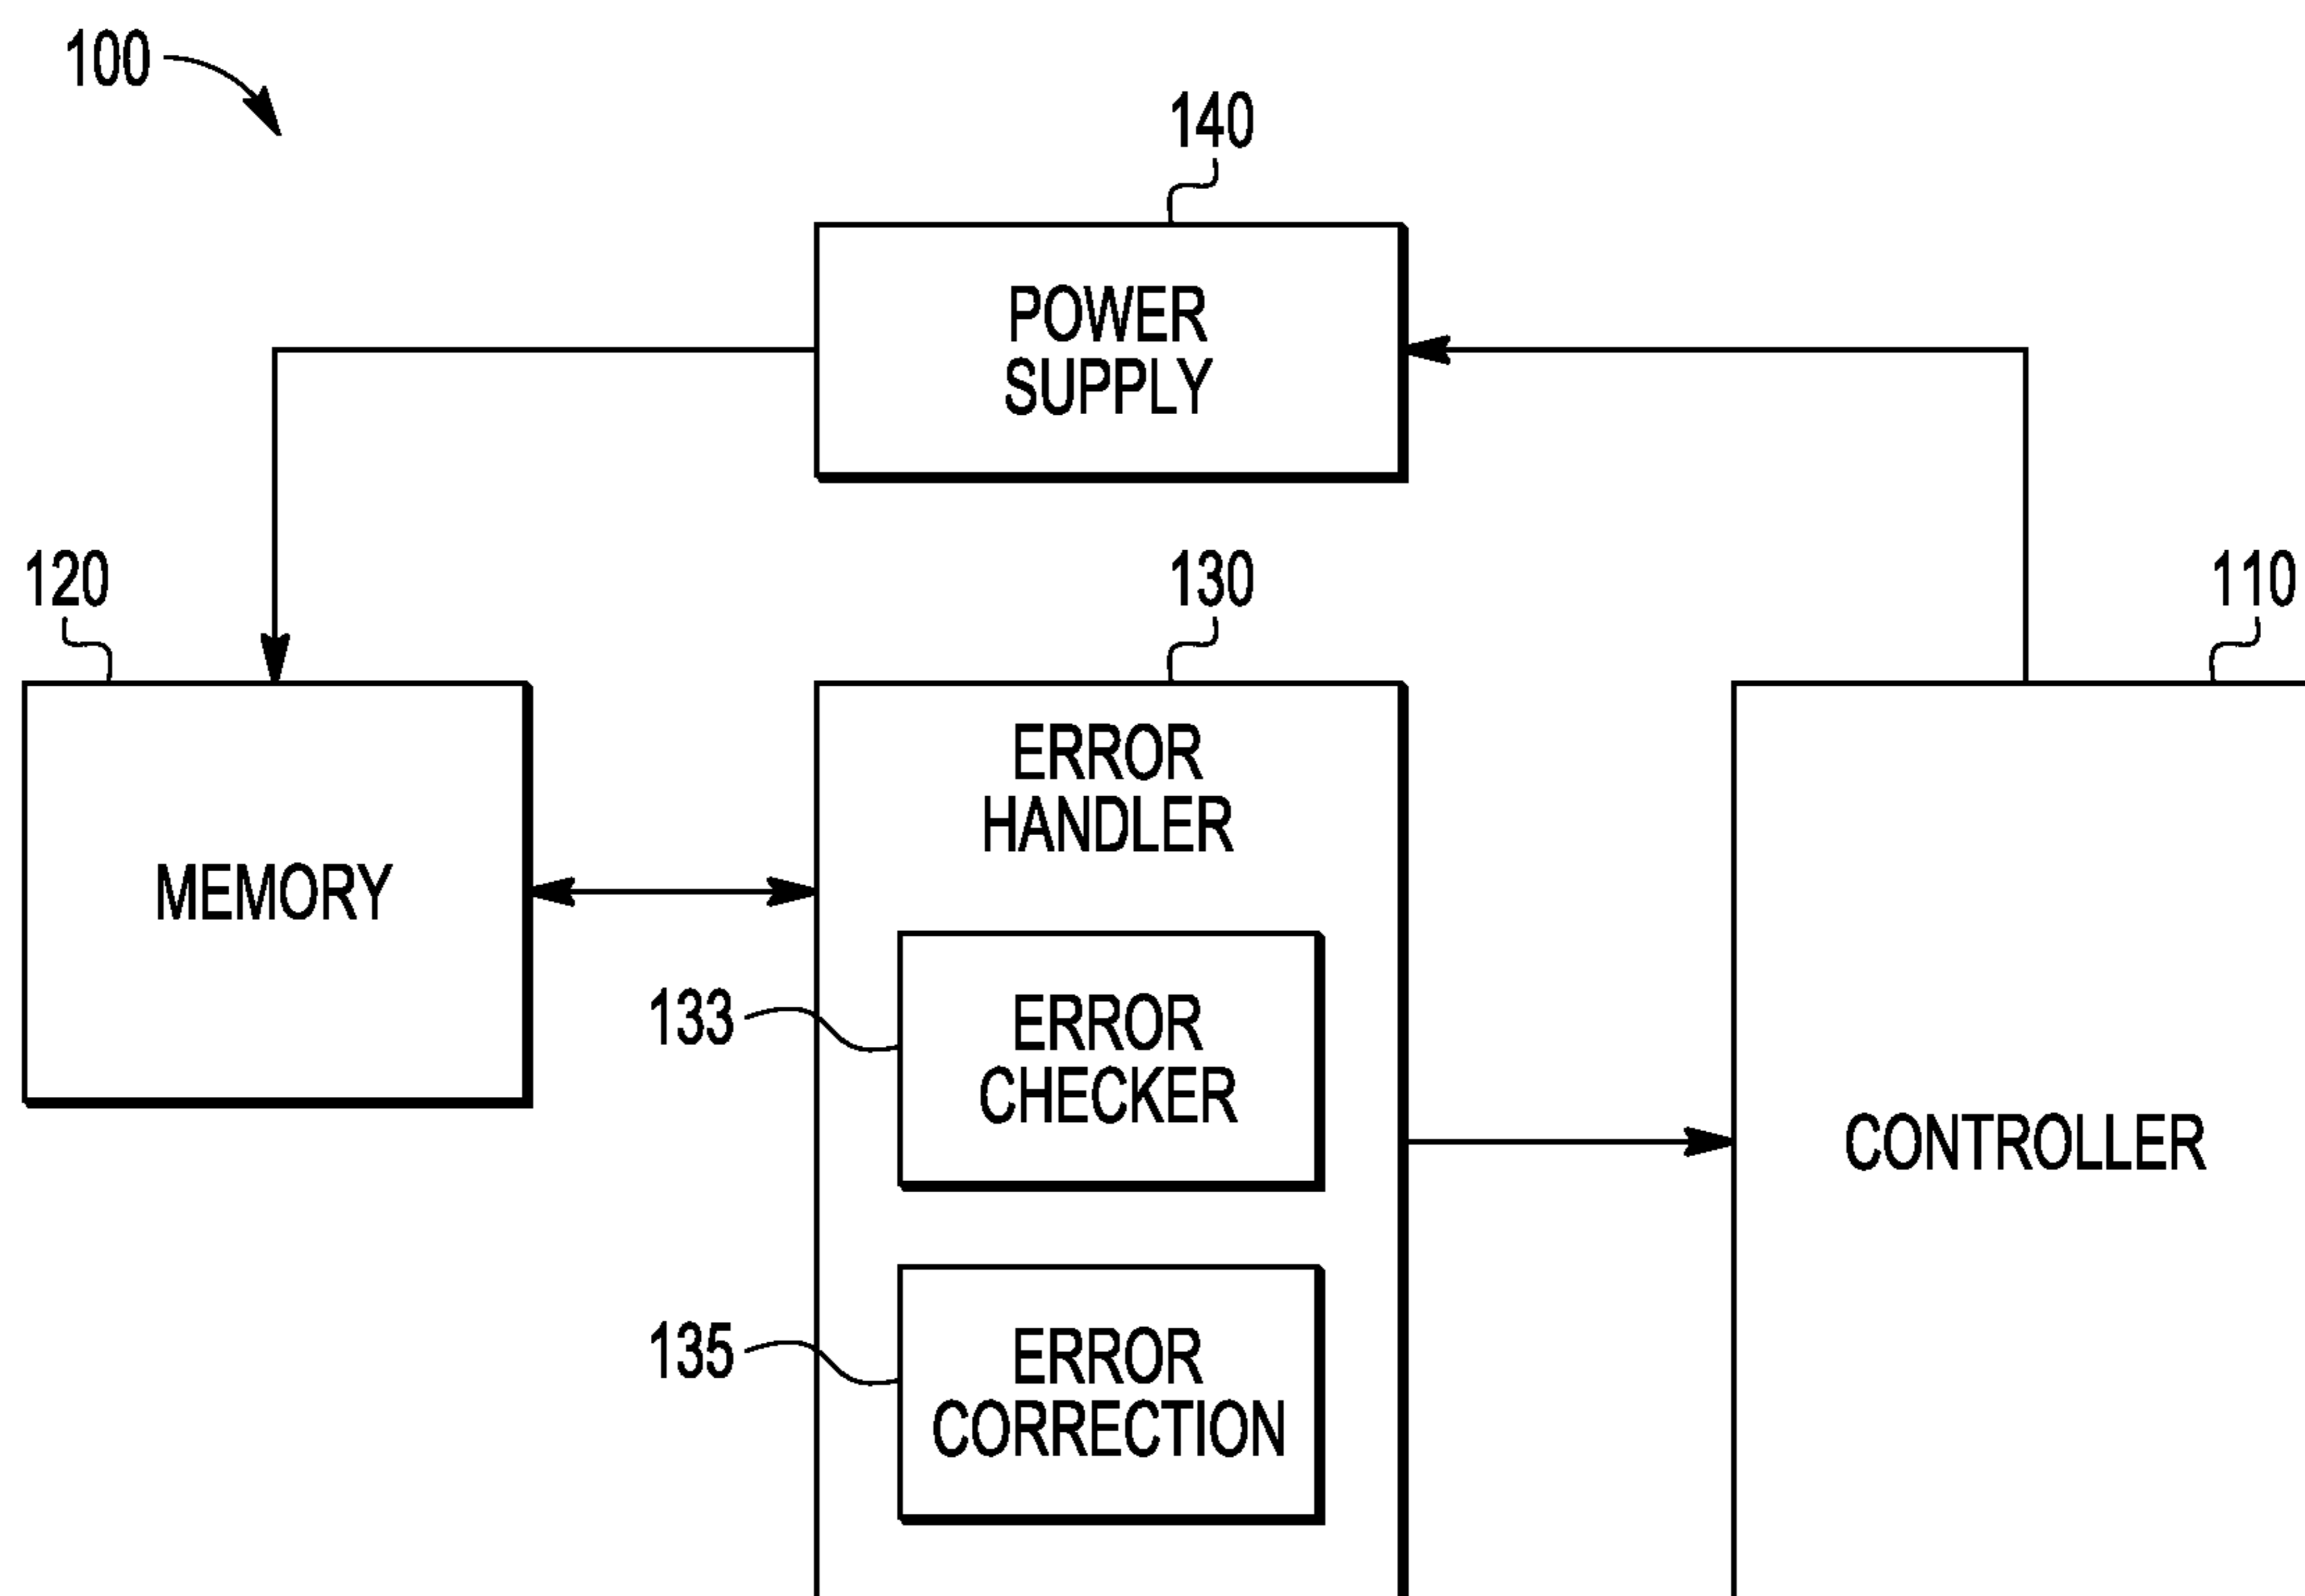 100
140
POWER
SUPPLY
120
130
110
ERROR
HANDLER
MEMORY
133
ERROR
CHECKER
CONTROLLER
135
ERROR
CORRECTION